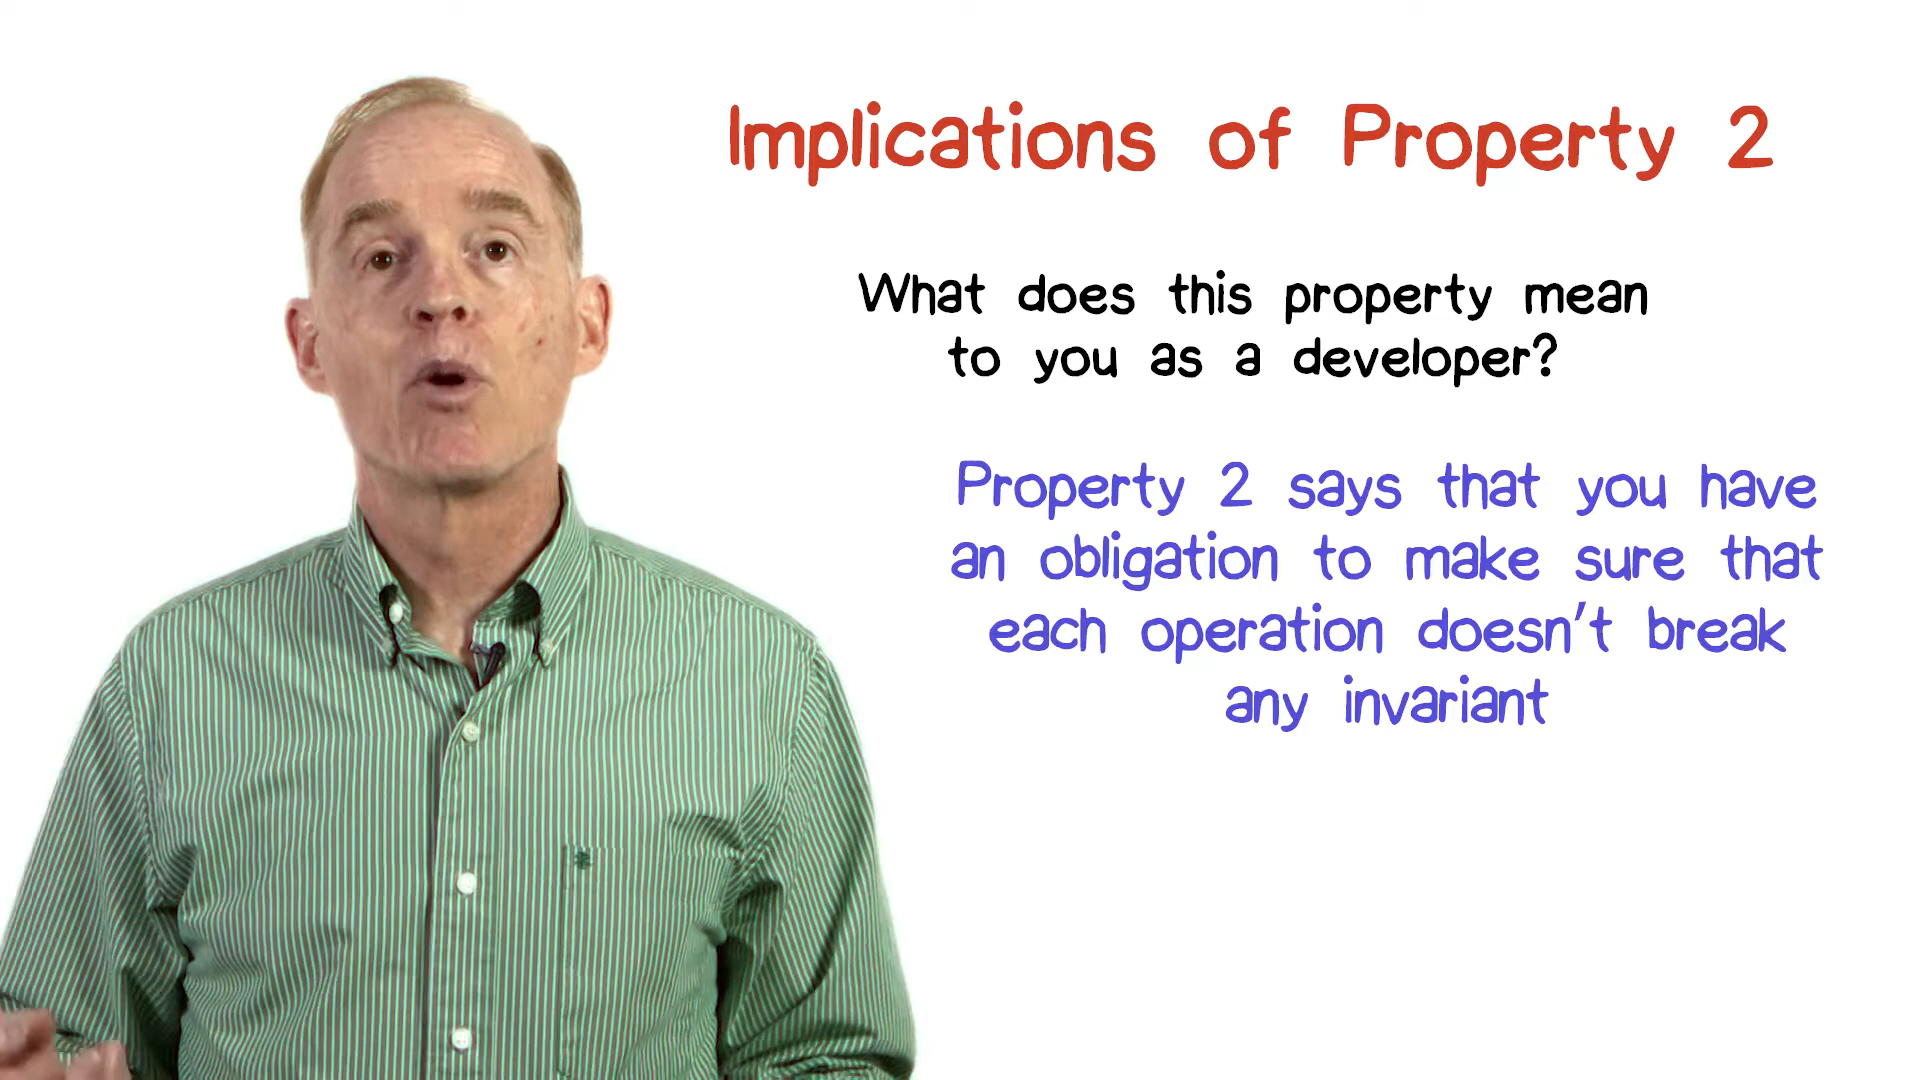 Implications of Property 2
What does this property mean
to you as a developer?
Property 2 says that you have
an obligation to make sure that
each operation doesn't break
any invariant